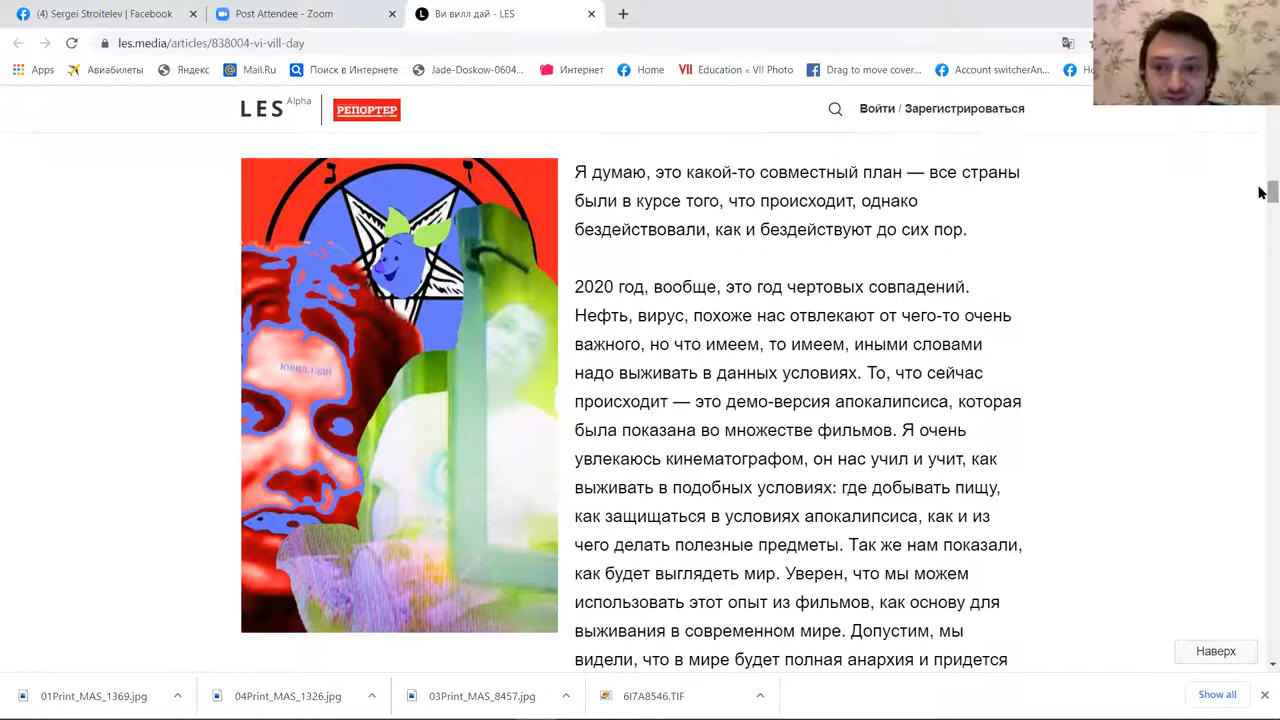 (4) Sergei Stroitelev | Facebook
Post Attendee - Zoom
Ви вилл дай - LES
les.media/articles/838004-vi-vill-day
Apps
Авиабилеты
Яндекс
Mail.Ru
Поиск в Интернете
Jade-Doskow-0604...
Интернет
Home
Education « VII Photo
Drag to move cover...
Account switcherAn...
LES Alpha
РЕПОРТЕР
Войти / Зарегистрироваться
Я думаю, это какой-то совместный план — все страны
были в курсе того, что происходит, однако
бездействовали, как и бездействуют до сих пор.
2020 год, вообще, это год чертовых совпадений.
Нефть, вирус, похоже нас отвлекают от чего-то очень
важного, но что имеем, то имеем, иными словами
надо выживать в данных условиях. То, что сейчас
происходит — это демо-версия апокалипсиса, которая
была показана во множестве фильмов. Я очень
увлекаюсь кинематографом, он нас учил и учит, как
выживать в подобных условиях: где добывать пищу,
как защищаться в условиях апокалипсиса, как и из
чего делать полезные предметы. Так же нам показали,
как будет выглядеть мир. Уверен, что мы можем
использовать этот опыт из фильмов, как основу для
выживания в современном мире. Допустим, мы
видели, что в мире будет полная анархия и придется
Наверх
01Print_MAS_1369.jpg
04Print_MAS_1326.jpg
03Print_MAS_8457.jpg
6I7A8546.TIF
Show all